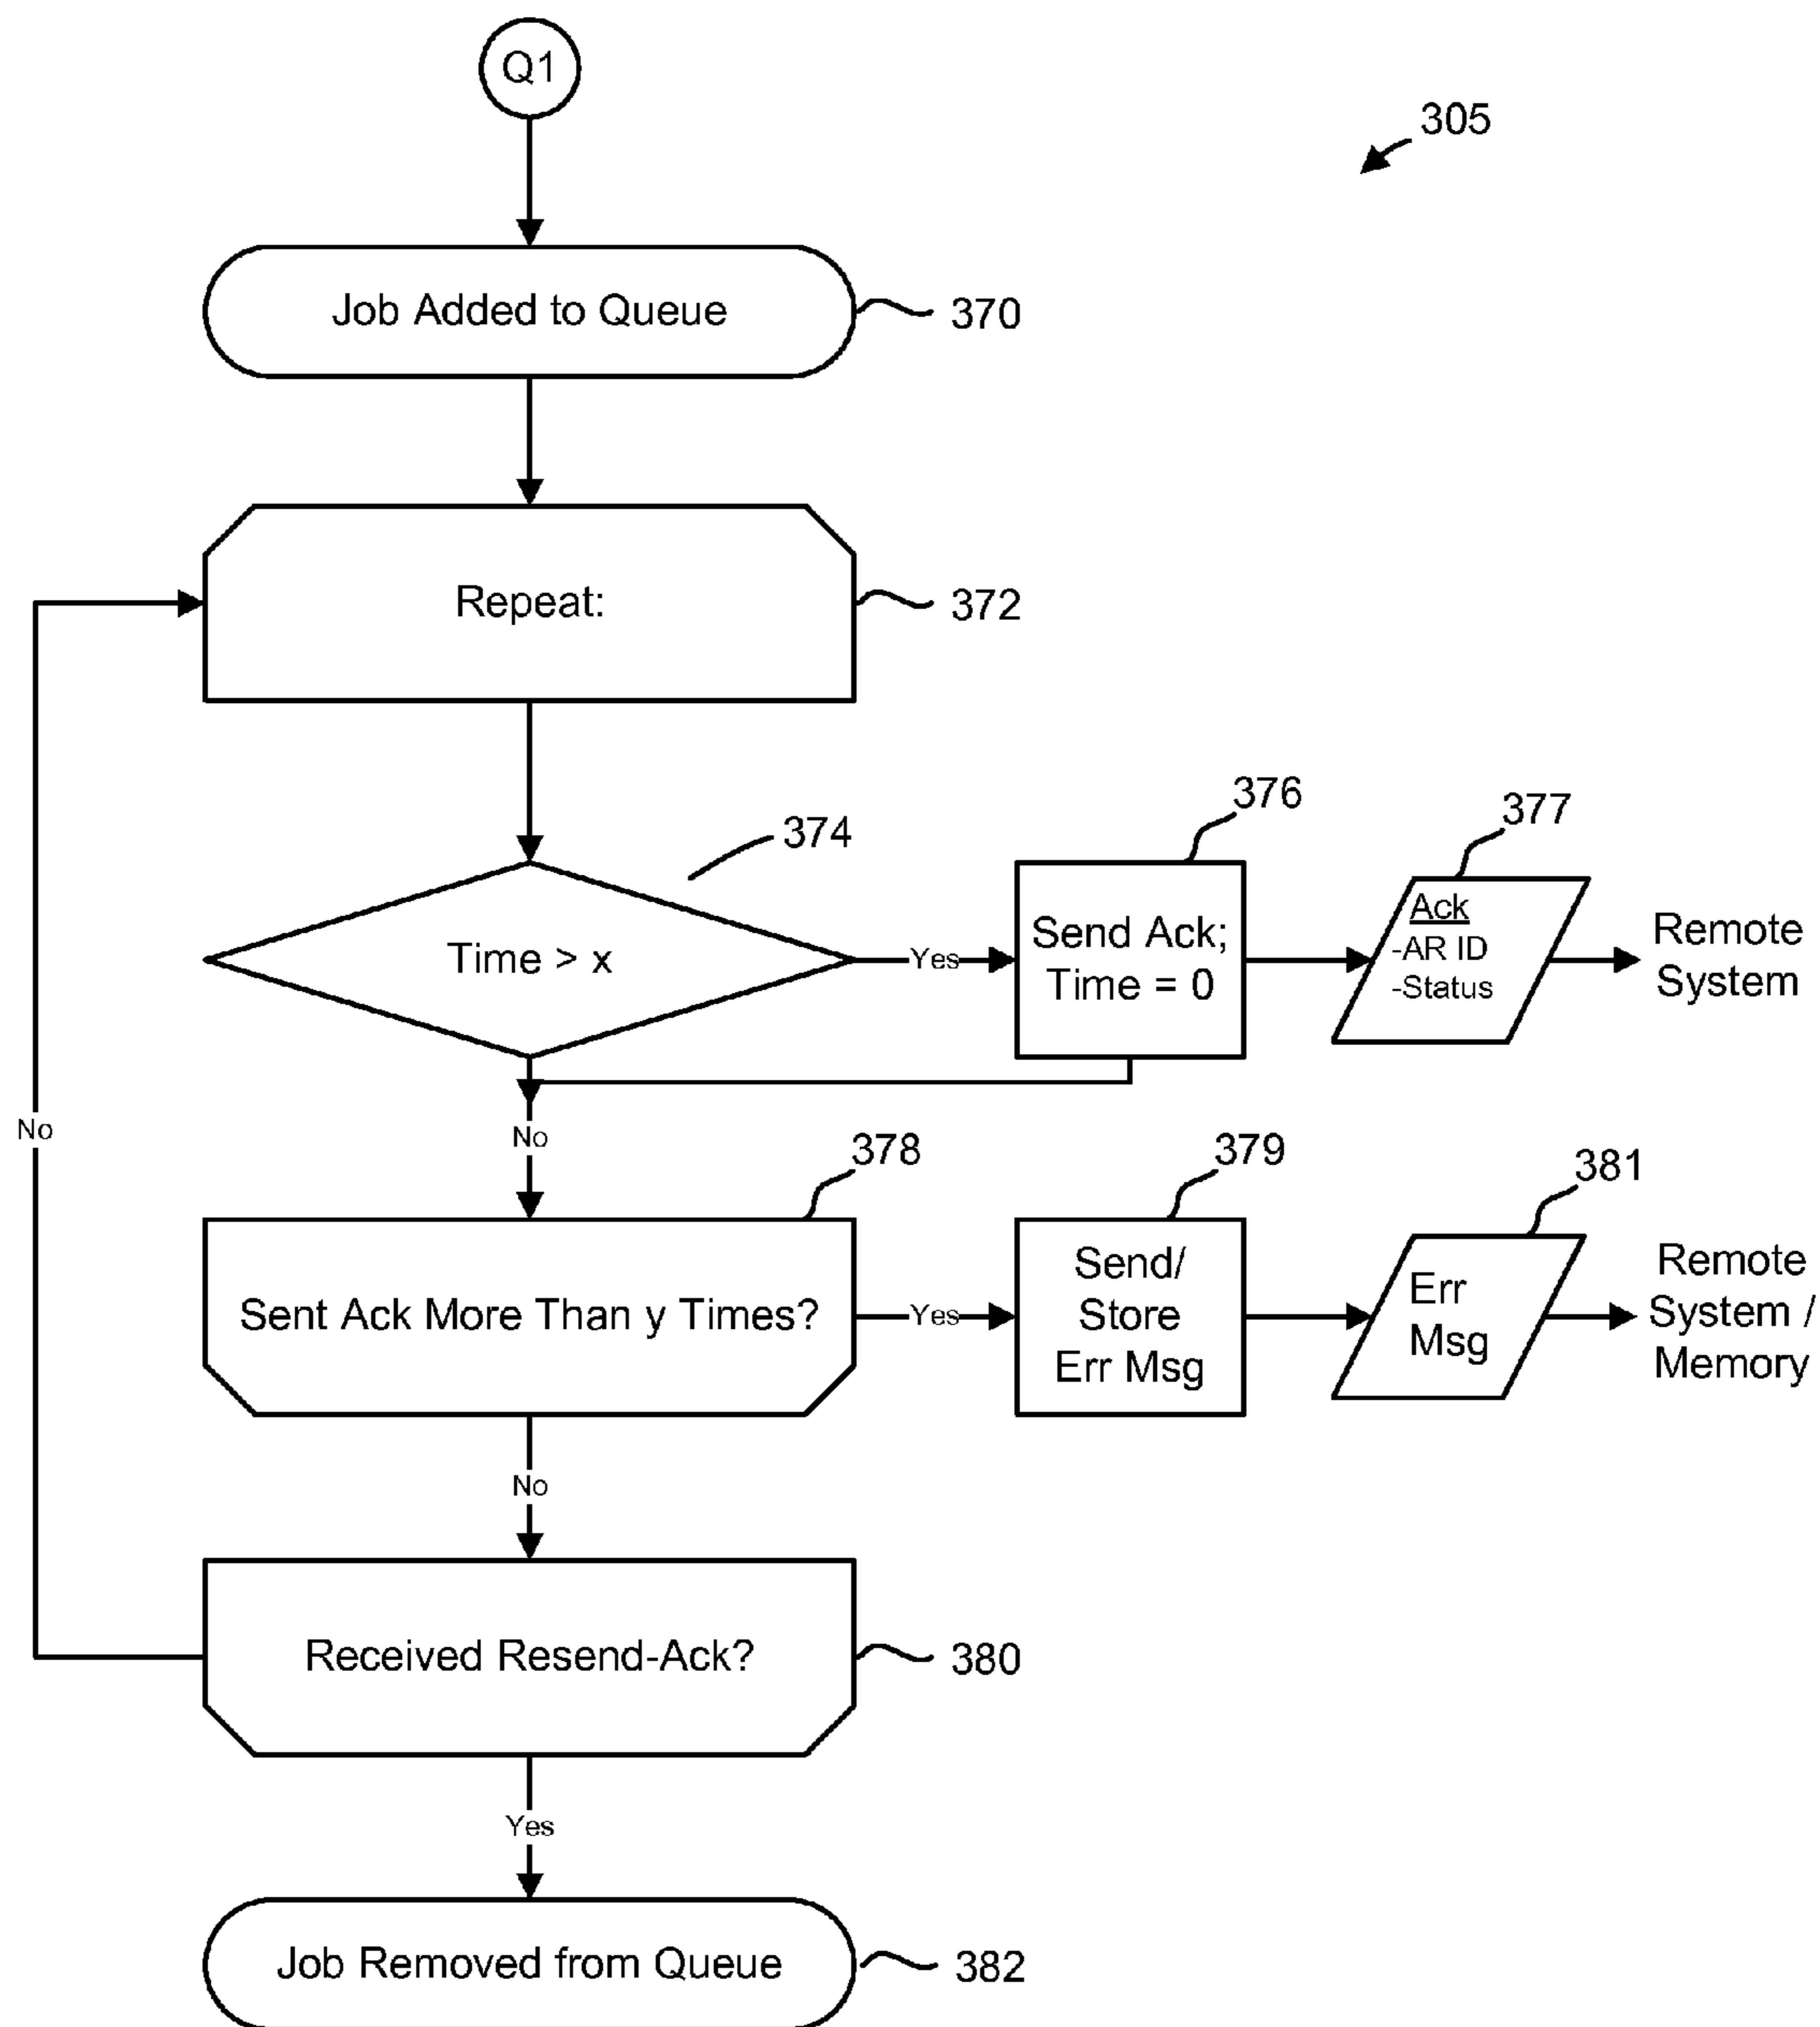 Q1
305
Job Added to Queue
370
Repeat:
372
374
376
377
Time > x
Yes
Send Ack;
Time = 0
Ack
-AR ID
-Status
Remote
System
No
No
378
379
381
Sent Ack More Than y Times?
Yes
Send/
Store
Err Msg
Err
Msg
Remote
System /
Memory
No
Received Resend-Ack?
380
Yes
Job Removed from Queue
382